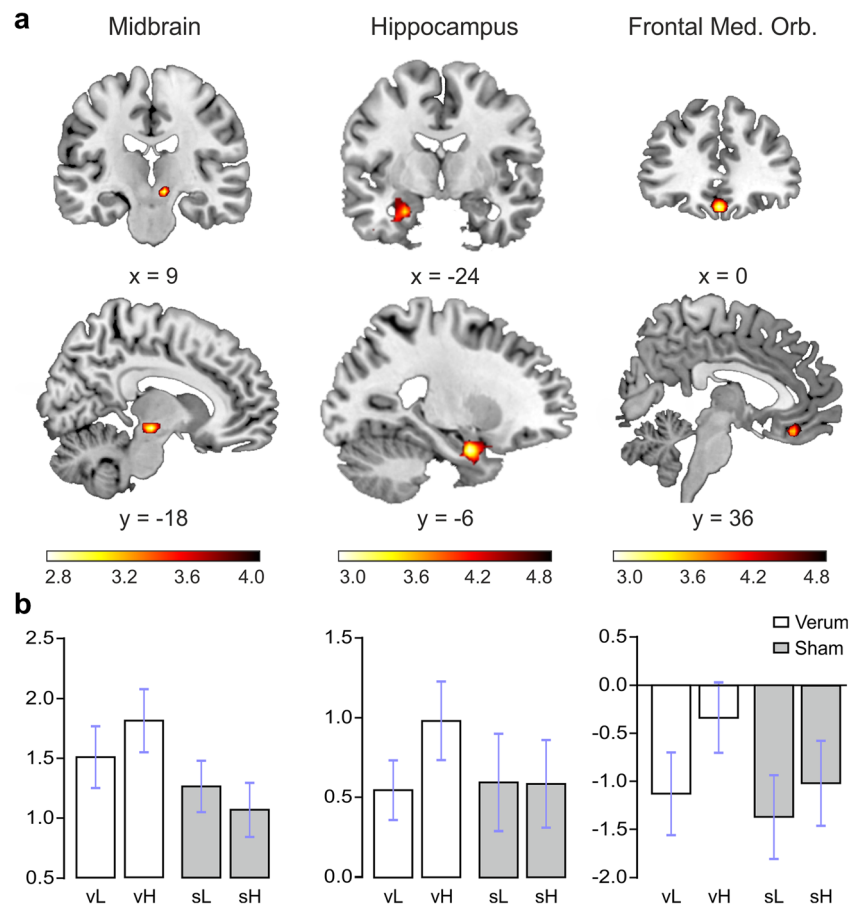 a
Midbrain Hippocampus Frontal Med. Orb.
x = 9 x = -24 x = 0
y = -18 y = -6 y = 36
2.8 3.2 3.6 4.0 3.0 3.6 4.2 4.8 3.0 3.6 4.2 4.8
b
Verum
Sham
2.5
2.0
1.5
1.0
0.5
vL vH sL sH
1.5
1.0
0.5
0.0
vL vH sL sH
0.5
0.0
-0.5
-1.0
-1.5
-2.0
vL vH sL sH